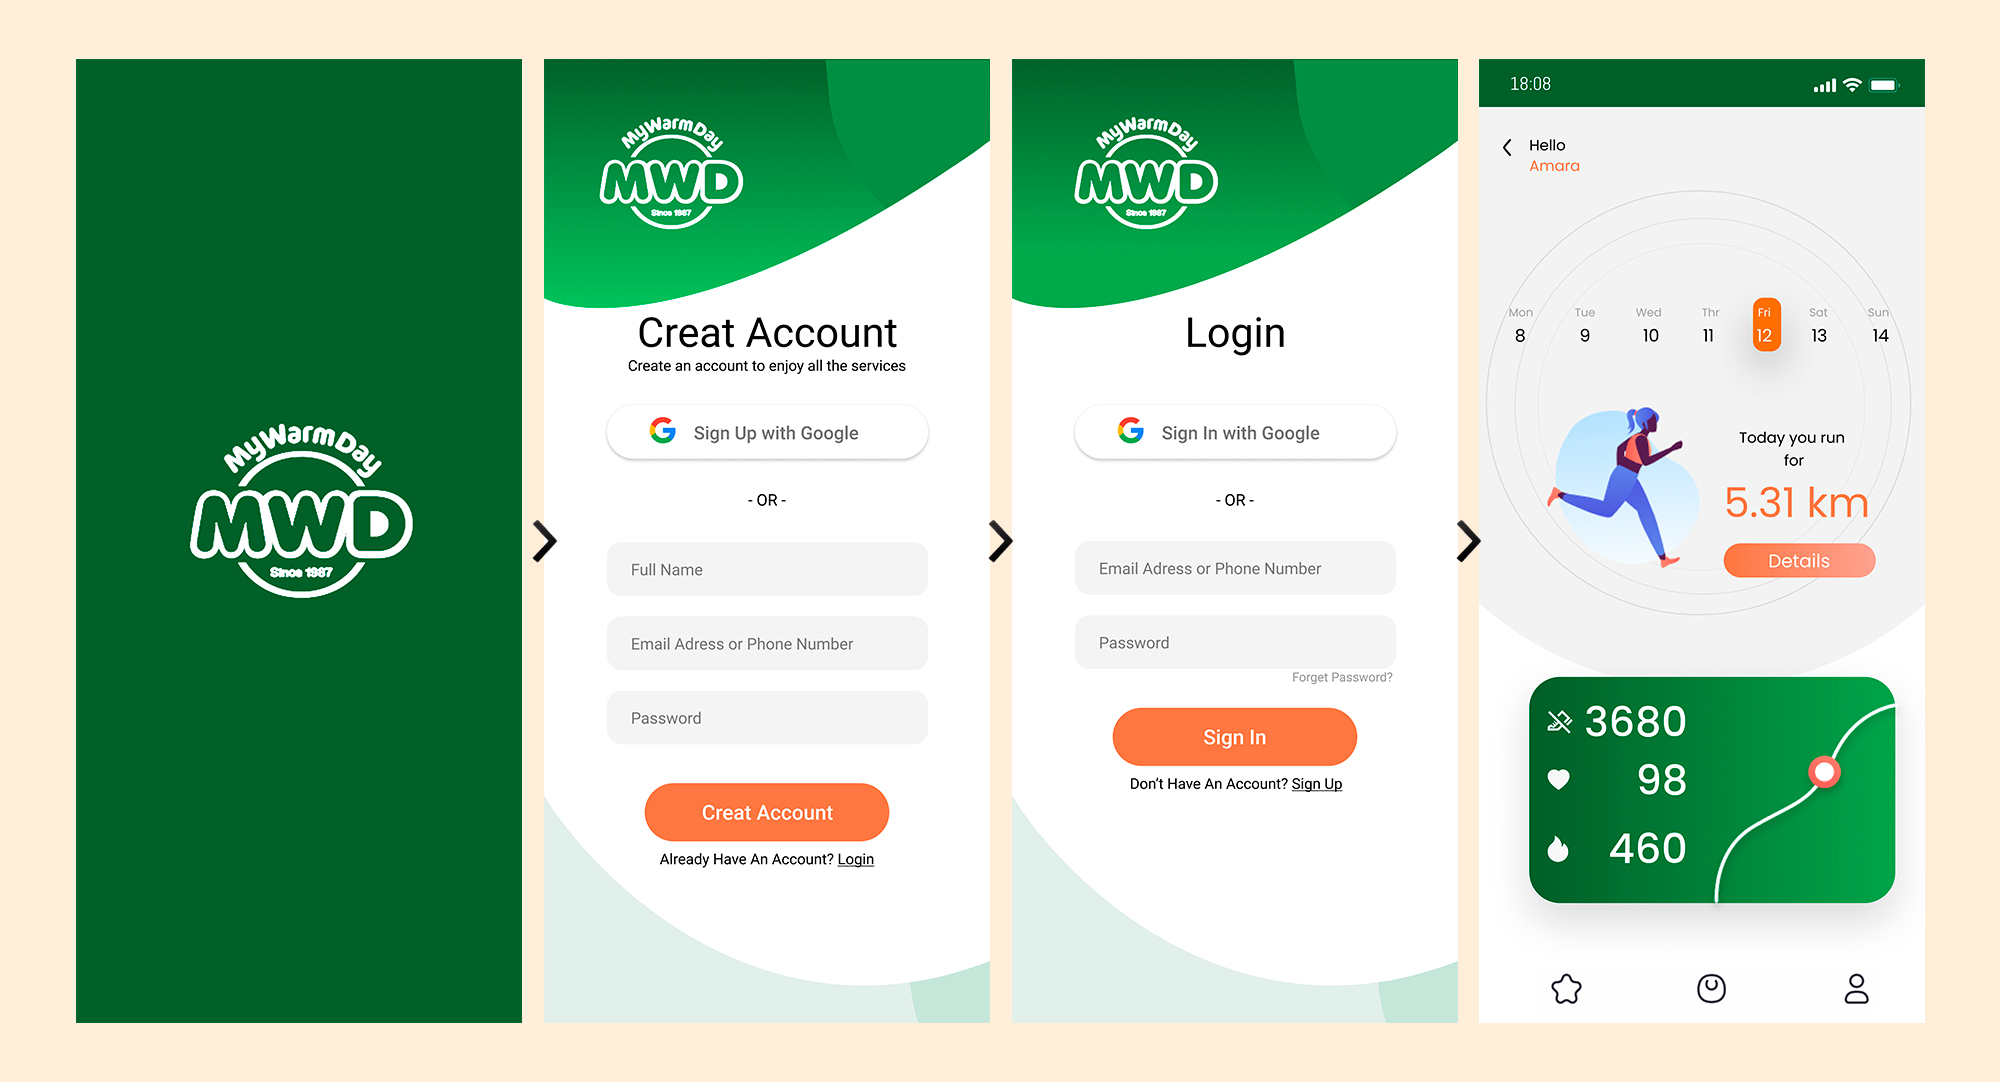 MyWarmDay
MWD
Since 1987
MyWarmDay
MWD
Since 1987
Creat Account
Create an account to enjoy all the services
Sign Up with Google
- OR -
Full Name
Email Adress or Phone Number
Password
Creat Account
Already Have An Account? Login
MyWarmDay
MWD
Since 1987
Login
Sign In with Google
- OR -
Email Adress or Phone Number
Password
Forget Password?
Sign In
Don't Have An Account? Sign Up
18:08
Hello
Amara
Mon Tue Wed Thr Fri Sat Sun
8 9 10 11 12 13 14
Today you run
for
5.31 km
Details
3680
98
460